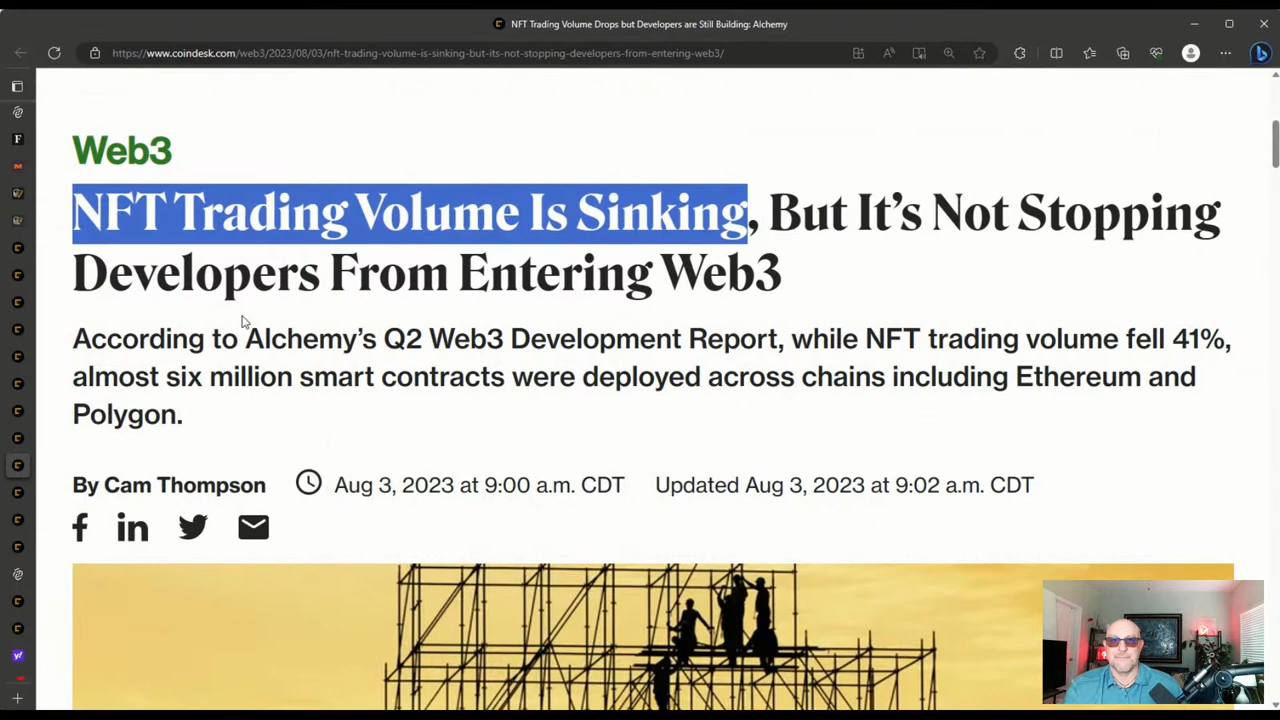 NFT Trading Volume Drops but Developers are Still Building: Alchemy
https://www.coindesk.com/web3/2023/08/03/nft-trading-volume-is-sinking-but-its-not-stopping-developers-from-entering-web3/
Web3
NFT Trading Volume Is Sinking, But It’s Not Stopping
Developers From Entering Web3
According to Alchemy’s Q2 Web3 Development Report, while NFT trading volume fell 41%,
almost six million smart contracts were deployed across chains including Ethereum and
Polygon.
By Cam Thompson
Aug 3, 2023 at 9:00 a.m. CDT
Updated Aug 3, 2023 at 9:02 a.m. CDT